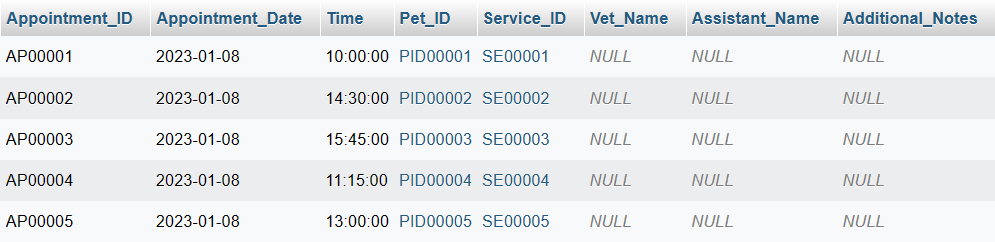 Appointment_ID Appointment_Date Time Pet_ID Service_ID Vet_Name Assistant_Name Additional_Notes
AP00001 2023-01-08 10:00:00 PID00001 SE00001 NULL NULL NULL
AP00002 2023-01-08 14:30:00 PID00002 SE00002 NULL NULL NULL
AP00003 2023-01-08 15:45:00 PID00003 SE00003 NULL NULL NULL
AP00004 2023-01-08 11:15:00 PID00004 SE00004 NULL NULL NULL
AP00005 2023-01-08 13:00:00 PID00005 SE00005 NULL NULL NULL